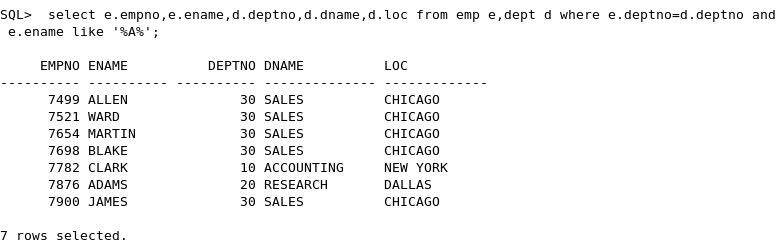 SQL>  select e.empno,e.ename,d.deptno,d.dname,d.loc from emp e,dept d where e.deptno=d.deptno and
 e.ename like '%A%';

     EMPNO ENAME          DEPTNO DNAME          LOC
---------- ---------- ---------- -------------- -------------
      7499 ALLEN              30 SALES          CHICAGO
      7521 WARD               30 SALES          CHICAGO
      7654 MARTIN             30 SALES          CHICAGO
      7698 BLAKE              30 SALES          CHICAGO
      7782 CLARK              10 ACCOUNTING     NEW YORK
      7876 ADAMS              20 RESEARCH       DALLAS
      7900 JAMES              30 SALES          CHICAGO

7 rows selected.